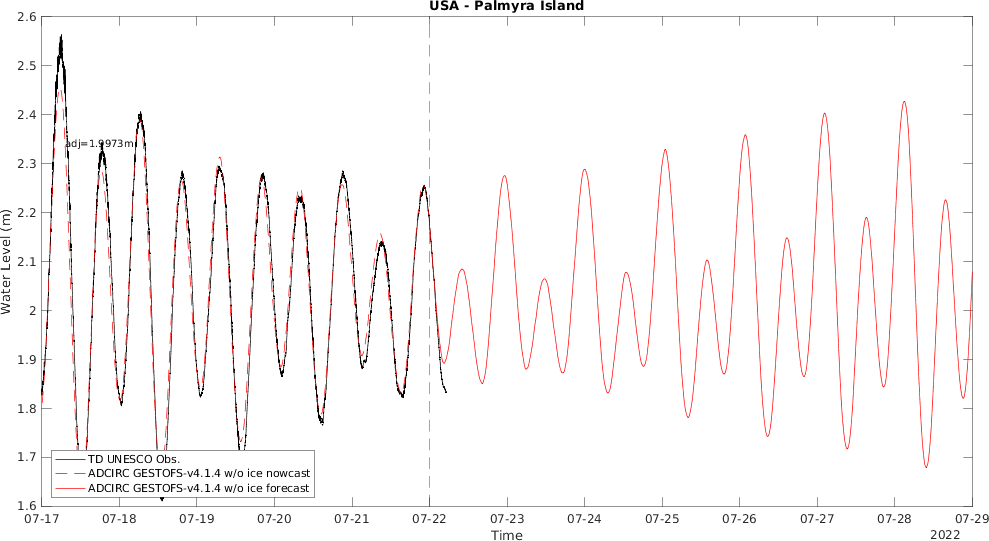 USA - Palmyra Island
2.6
2.5
2.4
2.3
2.2
2.1
2
1.9
1.8
1.7
1.6
Water Level (m)
adj=1.9973m
TD UNESCO Obs.
ADCIRC GESTOFS-v4.1.4 w/o ice nowcast
ADCIRC GESTOFS-v4.1.4 w/o ice forecast
07-17 07-18 07-19 07-20 07-21 07-22 07-23 07-24 07-25 07-26 07-27 07-28 07-29
Time
2022